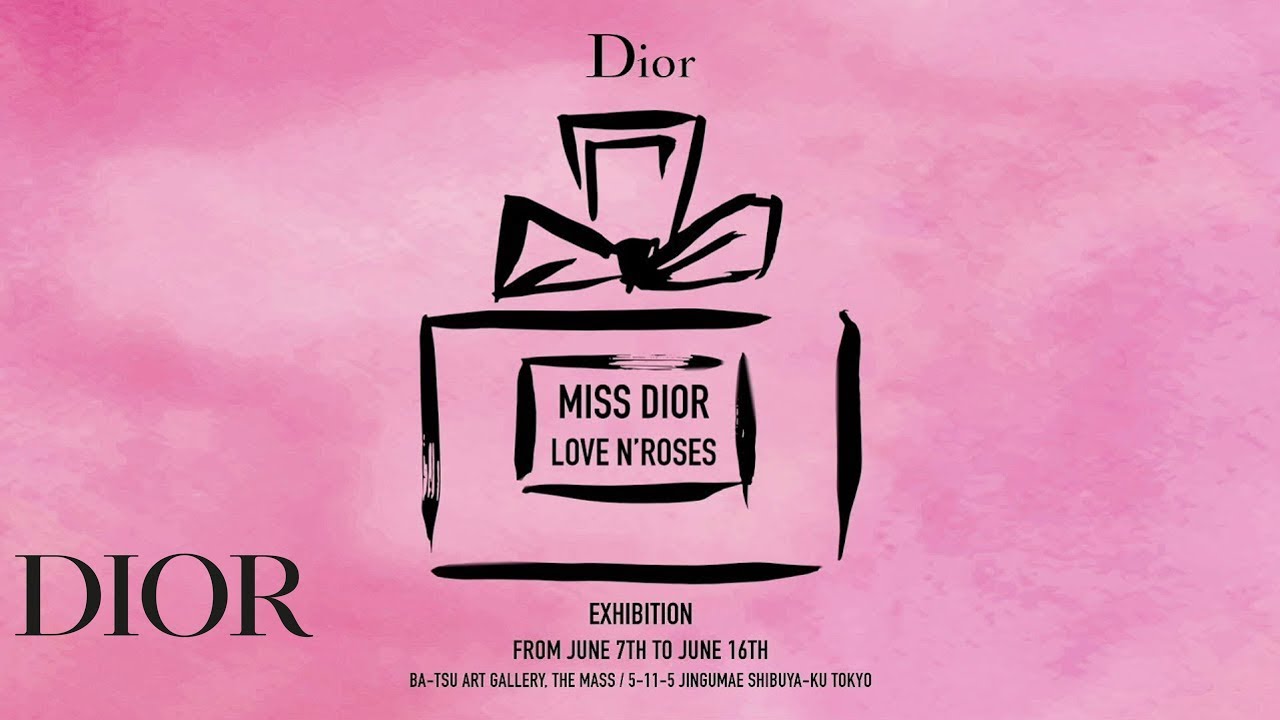 Dior
MISS DIOR
LOVE N'ROSES
DIOR
EXHIBITION
FROM JUNE 7TH TO JUNE 16TH
BA-TSU ART GALLERY, THE MASS / 5-11-5 JINGUMAE SHIBUYA-KU TOKYO